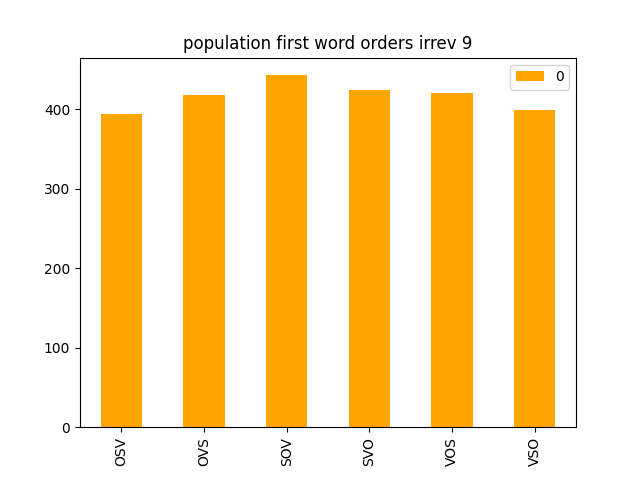 population first word orders irrev 9
0
400
300
200
100
0
OSV
OVS
SOV
SVO
VOS
VSO